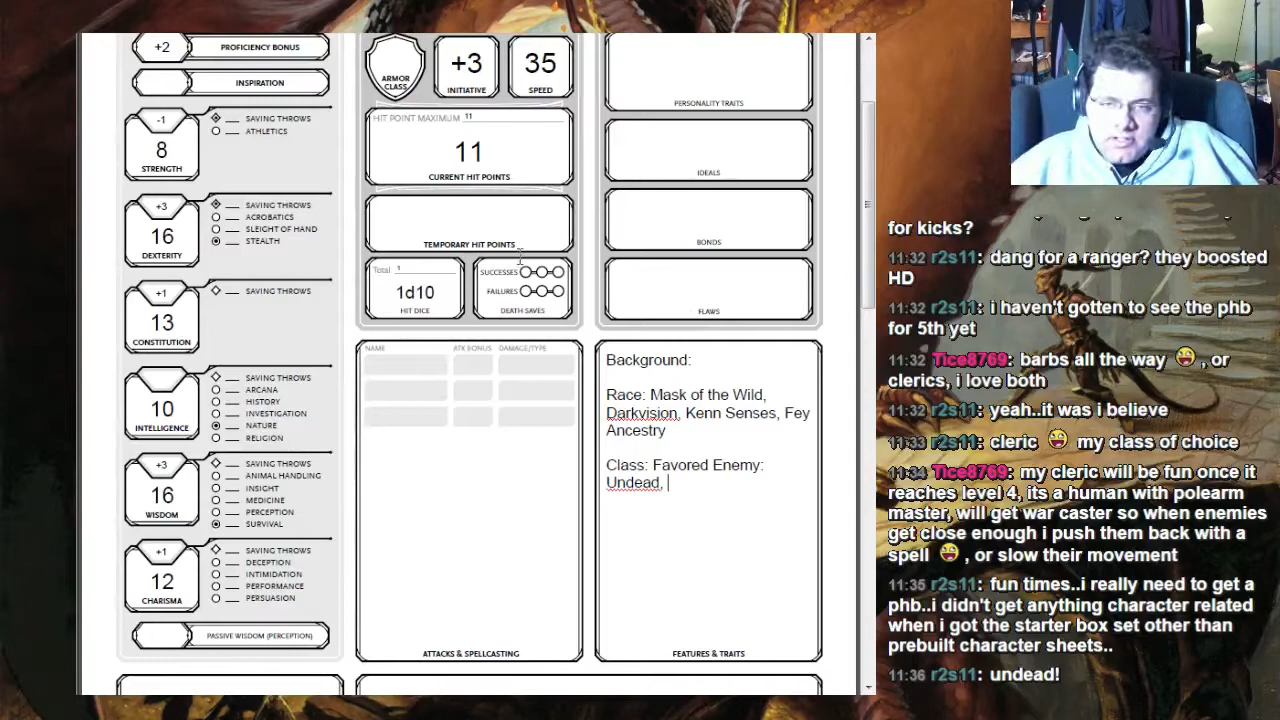 +2
PROFICIENCY BONUS
INSPIRATION
-1
8
STRENGTH
SAVING THROWS
ATHLETICS
+3
16
DEXTERITY
SAVING THROWS
ACROBATICS
SLEIGHT OF HAND
STEALTH
+1
13
CONSTITUTION
SAVING THROWS
10
INTELLIGENCE
SAVING THROWS
ARCANA
HISTORY
INVESTIGATION
NATURE
RELIGION
+3
16
WISDOM
SAVING THROWS
ANIMAL HANDLING
INSIGHT
MEDICINE
PERCEPTION
SURVIVAL
+1
12
CHARISMA
SAVING THROWS
DECEPTION
INTIMIDATION
PERFORMANCE
PERSUASION
PASSIVE WISDOM (PERCEPTION)
ARMOR
CLASS
+3
INITIATIVE
35
SPEED
HIT POINT MAXIMUM 11
11
CURRENT HIT POINTS
TEMPORARY HIT POINTS
Total 1
1d10
HIT DICE
SUCCESSES
FAILURES
DEATH SAVES
NAME ATK BONUS DAMAGE/TYPE
ATTACKS & SPELLCASTING
PERSONALITY TRAITS
IDEALS
BONDS
FLAWS
Background:
Race: Mask of the Wild,
Darkvision, Kenn Senses, Fey
Ancestry
Class: Favored Enemy:
Undead,
FEATURES & TRAITS
for kicks?
11:32 r2s11: dang for a ranger? they boosted
HD
11:32 r2s11: i haven't gotten to see the phb
for 5th yet
11:33 Tice8769: barbs all the way , or
clerics, i love both
11:32 r2s11: yeah..it was i believe
11:33 r2s11: cleric my class of choice
11:34 Tice8769: my cleric will be fun once it
reaches level 4, its a human with polearm
master, will get war caster so when enemies
get close enough i push them back with a
spell , or slow their movement
11:35 r2s11: fun times..i really need to get a
phb..i didn't get anything character related
when i got the starter box set other than
prebuilt character sheets..
11:36 r2s11: undead!